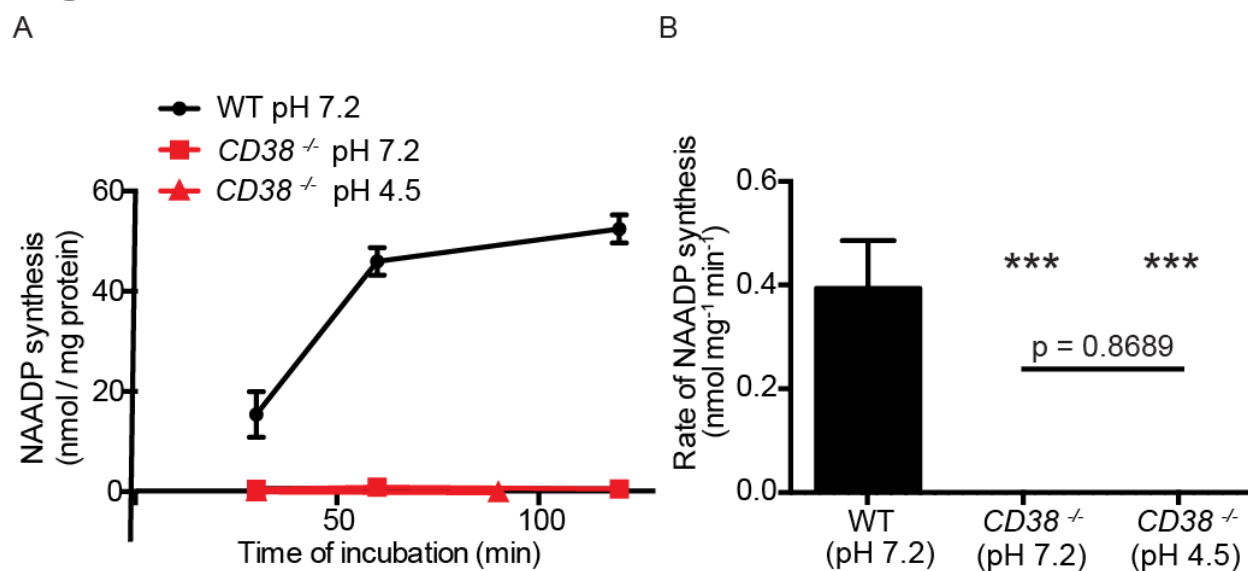 A
WT pH 7.2
CD38 -/- pH 7.2
CD38 -/- pH 4.5
NAADP synthesis
(nmol / mg protein)
60
40
20
0
50
100
Time of incubation (min)
B
Rate of NAADP synthesis
(nmol mg⁻¹ min⁻¹)
0.6
0.4
0.2
0.0
***
***
p = 0.8689
WT
(pH 7.2)
CD38 -/-
(pH 7.2)
CD38 -/-
(pH 4.5)